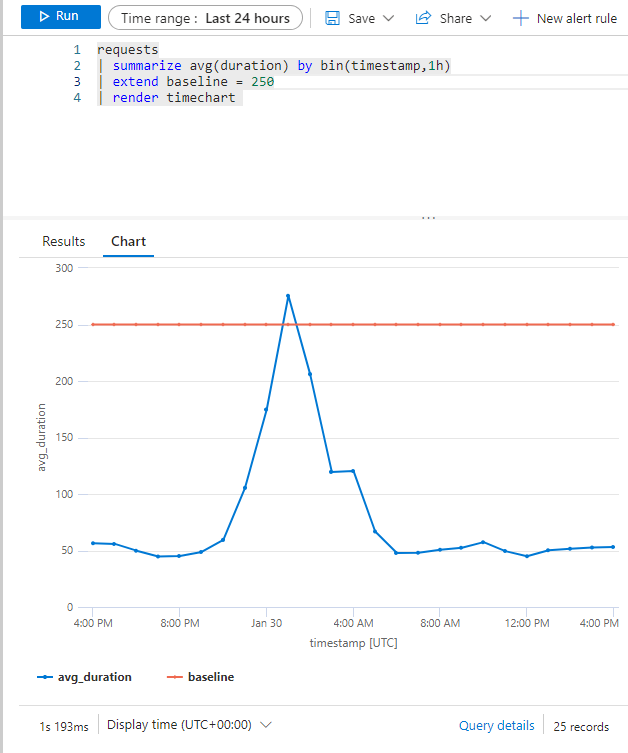 Run Time range : Last 24 hours Save Share New alert rule
1 requests
2 | summarize avg(duration) by bin(timestamp,1h)
3 | extend baseline = 250
4 | render timechart
...
Results Chart
300
250
200
150
100
50
0
avg_duration
4:00 PM 8:00 PM Jan 30 4:00 AM 8:00 AM 12:00 PM 4:00 PM
timestamp [UTC]
avg_duration baseline
1s 193ms Display time (UTC+00:00) Query details 25 records